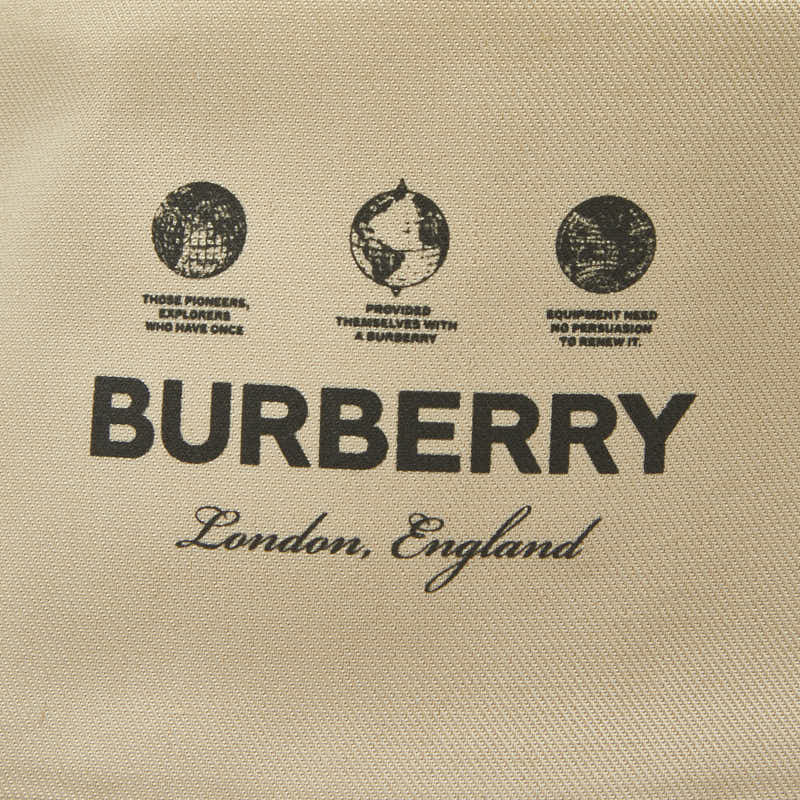 THOSE PIONEERS,
EXPLORERS
WHO HAVE ONCE
PROVIDED
THEMSELVES WITH
A BURBERRY
EQUIPMENT NEED
NO PERSUASION
TO RENEW IT.
BURBERRY
London, England